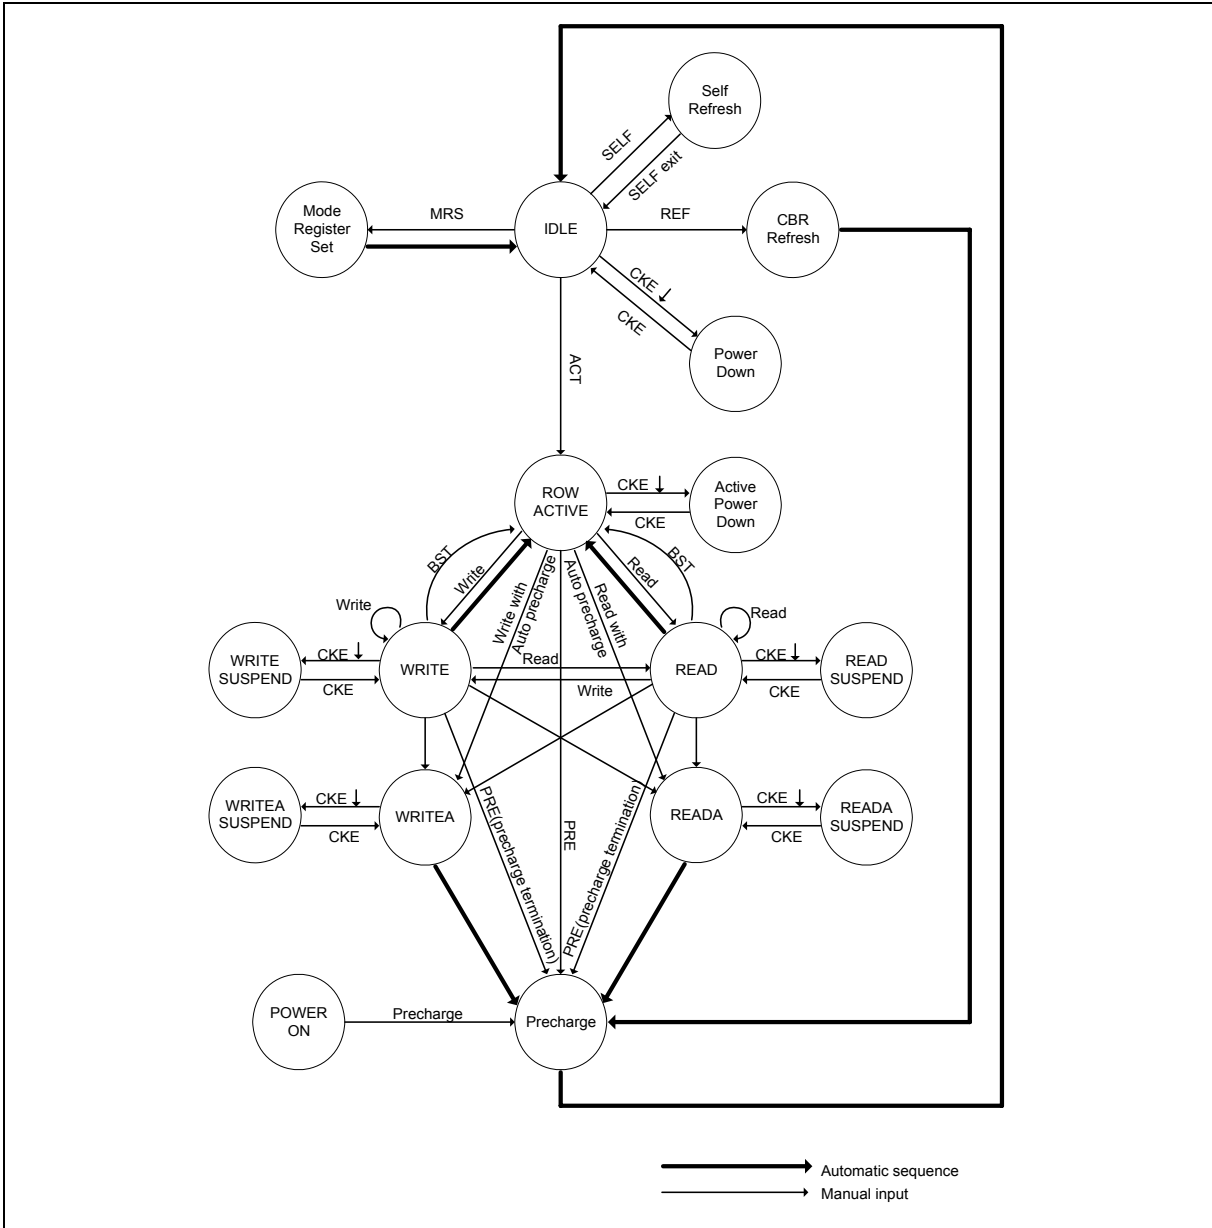 Self
Refresh
SELF
SELF exit
Mode
Register
Set
MRS
IDLE
REF
CBR
Refresh
CKE
CKE
Power
Down
ACT
ROW
ACTIVE
CKE
CKE
Active
Power
Down
BST
Write
Write with
Auto precharge
Auto precharge
Read with
Read
BST
Write
Read
WRITE
SUSPEND
CKE
CKE
WRITE
Read
Write
READ
CKE
CKE
READ
SUSPEND
WRITEA
SUSPEND
CKE
CKE
WRITEA
PRE(precharge termination)
PRE
PRE(precharge termination)
READA
CKE
CKE
READA
SUSPEND
POWER
ON
Precharge
Precharge
Automatic sequence
Manual input